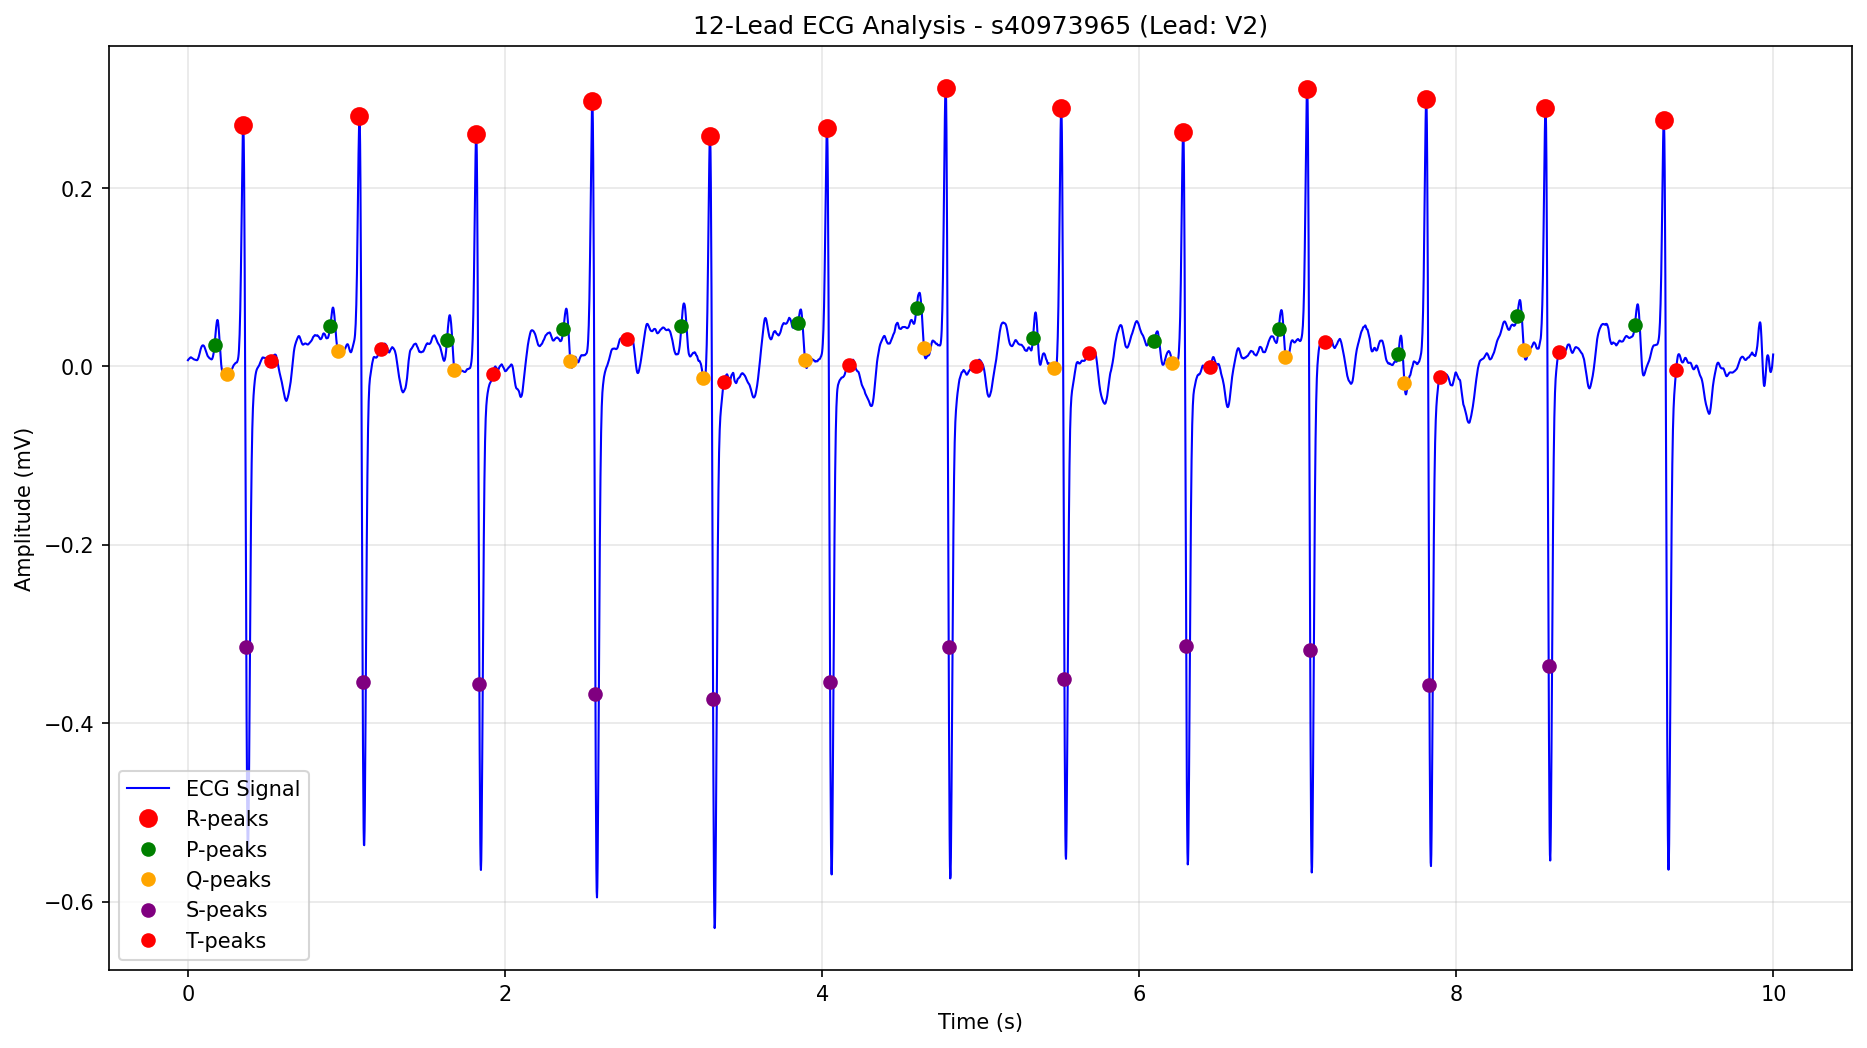 12-Lead ECG Analysis - s40973965 (Lead: V2)
Amplitude (mV)
0.2
0.0
−0.2
−0.4
−0.6
ECG Signal
R-peaks
P-peaks
Q-peaks
S-peaks
T-peaks
0 2 4 6 8 10
Time (s)